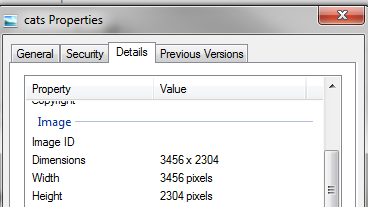 cats Properties
General Security Details Previous Versions
Property Value
Copyright
Image
Image ID
Dimensions 3456 x 2304
Width 3456 pixels
Height 2304 pixels